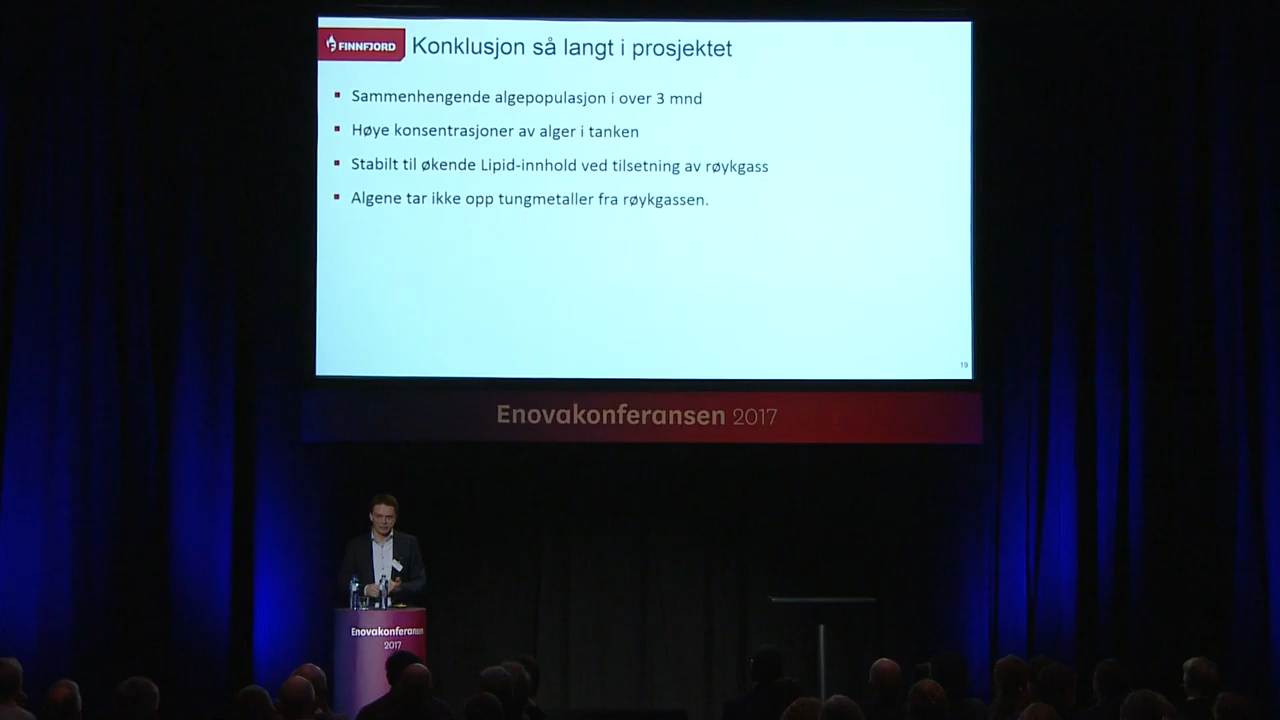 FINNFJORD
Konklusjon så langt i prosjektet
Sammenhengende algepopulasjon i over 3 mnd
Høye konsentrasjoner av alger i tanken
Stabilt til økende Lipid-innhold ved tilsetning av røykgass
Algene tar ikke opp tungmetaller fra røykgassen.
19
Enovakonferansen 2017
Enovakonferansen
2017